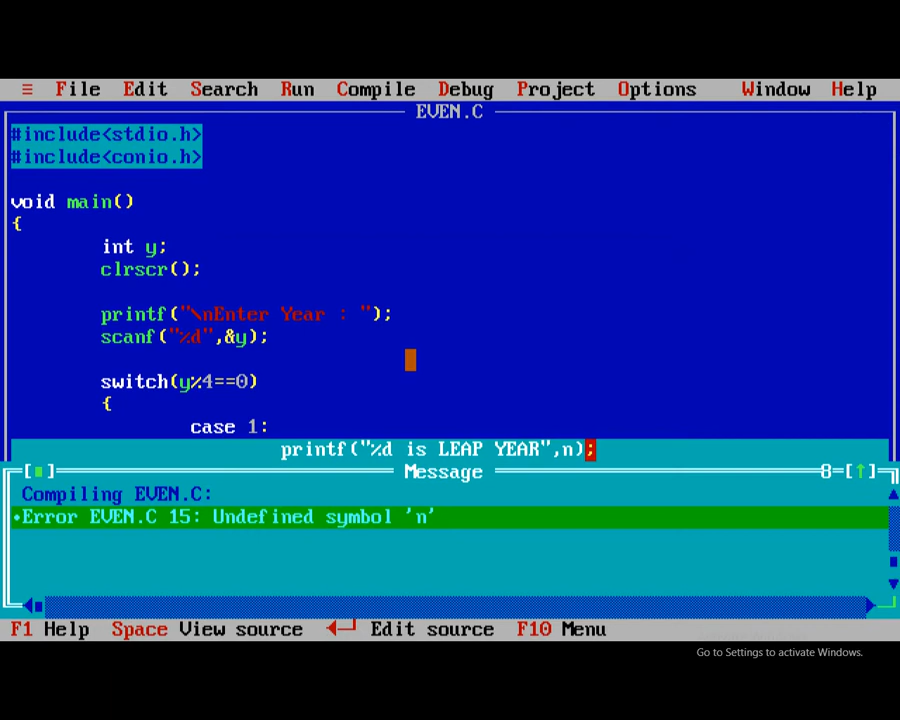 ≡ File Edit Search Run Compile Debug Project Options Window Help
EVEN.C
#include<stdio.h>
#include<conio.h>
void main()
{
int y;
clrscr();
printf("\nEnter Year : ");
scanf("%d",&y);
switch(y%4==0)
{
case 1:
printf("%d is LEAP YEAR",n);
[■] Message 8=[↑]
Compiling EVEN.C:
•Error EVEN.C 15: Undefined symbol 'n'
F1 Help Space View source ←┘ Edit source F10 Menu
Go to Settings to activate Windows.